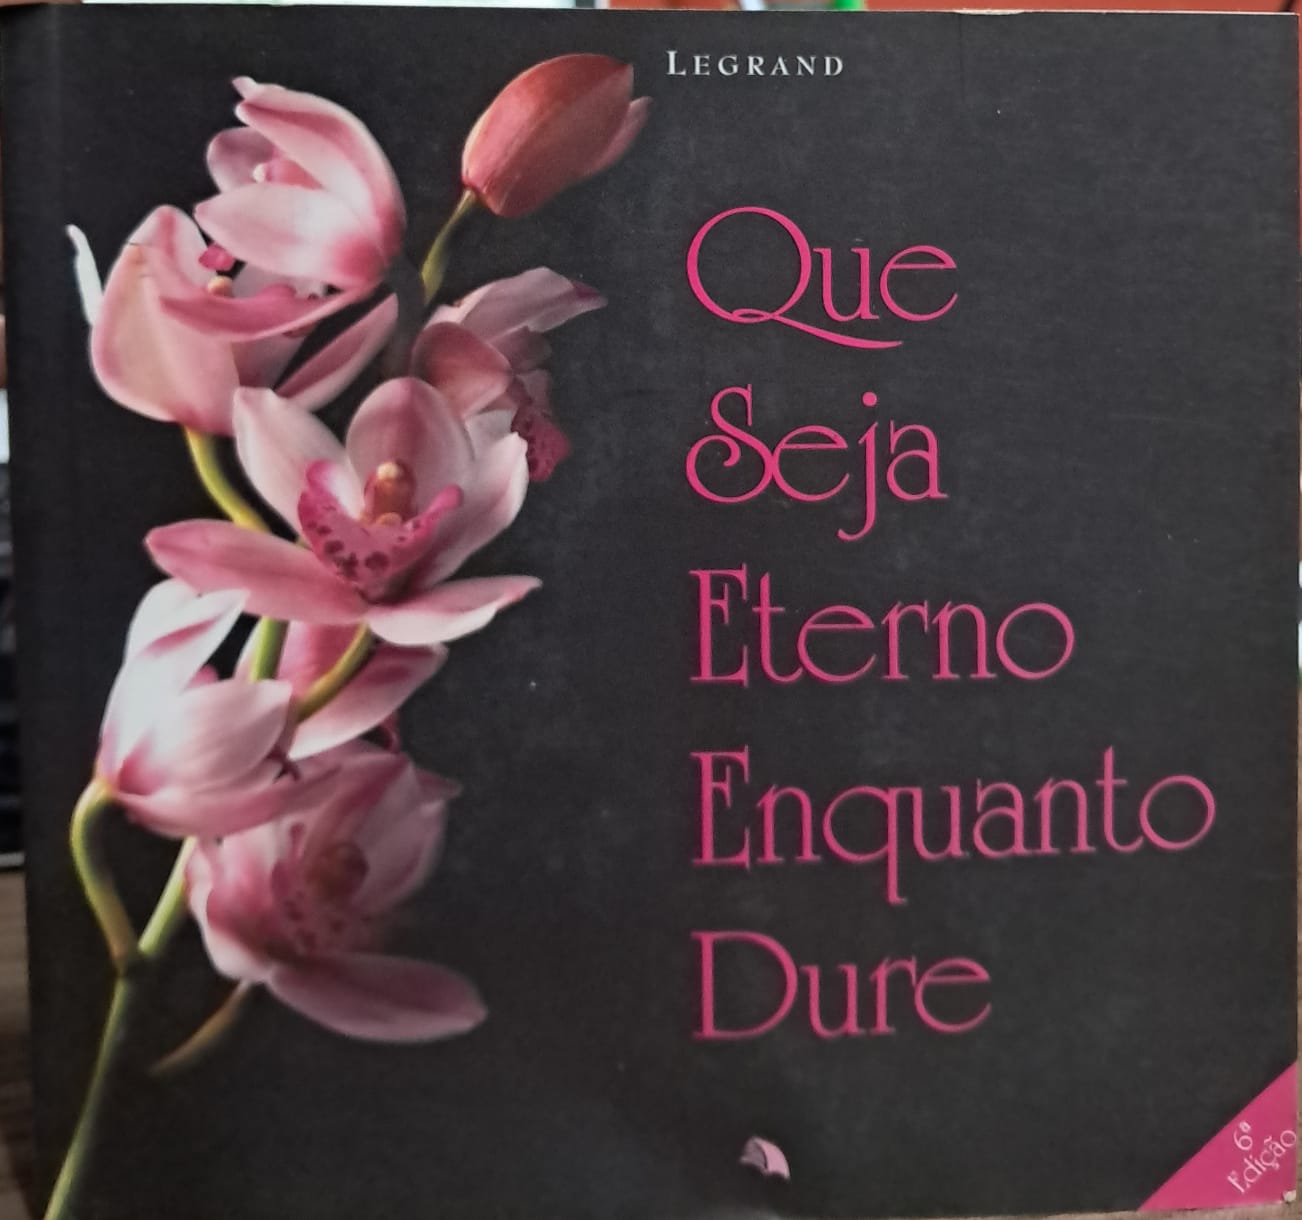 LEGRAND
Que
Seja
Eterno
Enquanto
Dure
6ª
Edição